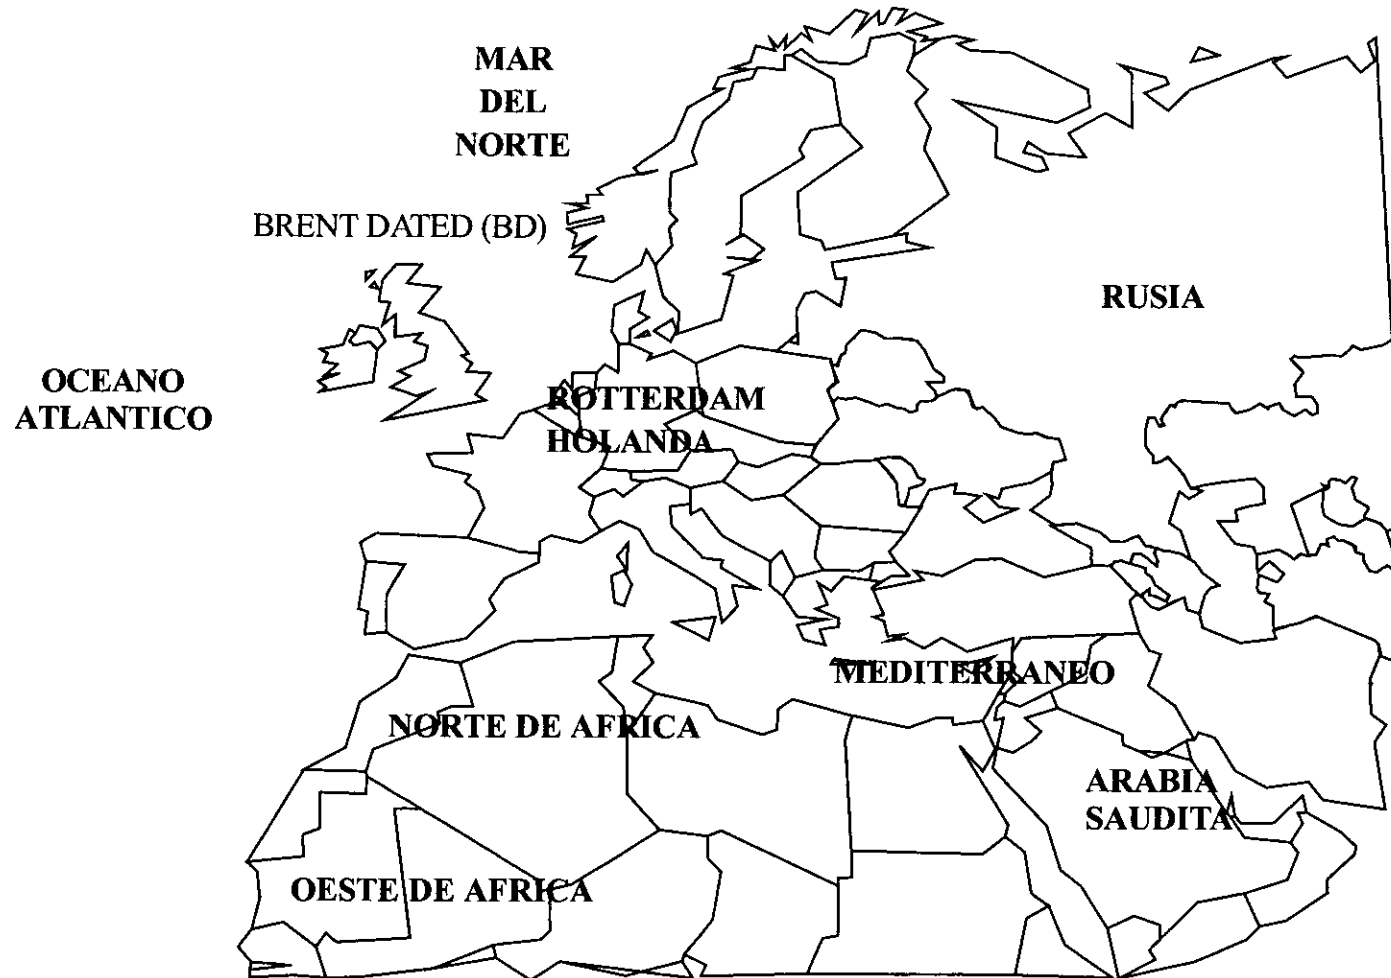 MAR
DEL
NORTE
BRENT DATED (BD)
RUSIA
OCEANO
ATLANTICO
ROTTERDAM
HOLANDA
MEDITERRANEO
NORTE DE AFRICA
ARABIA
SAUDITA
OESTE DE AFRICA